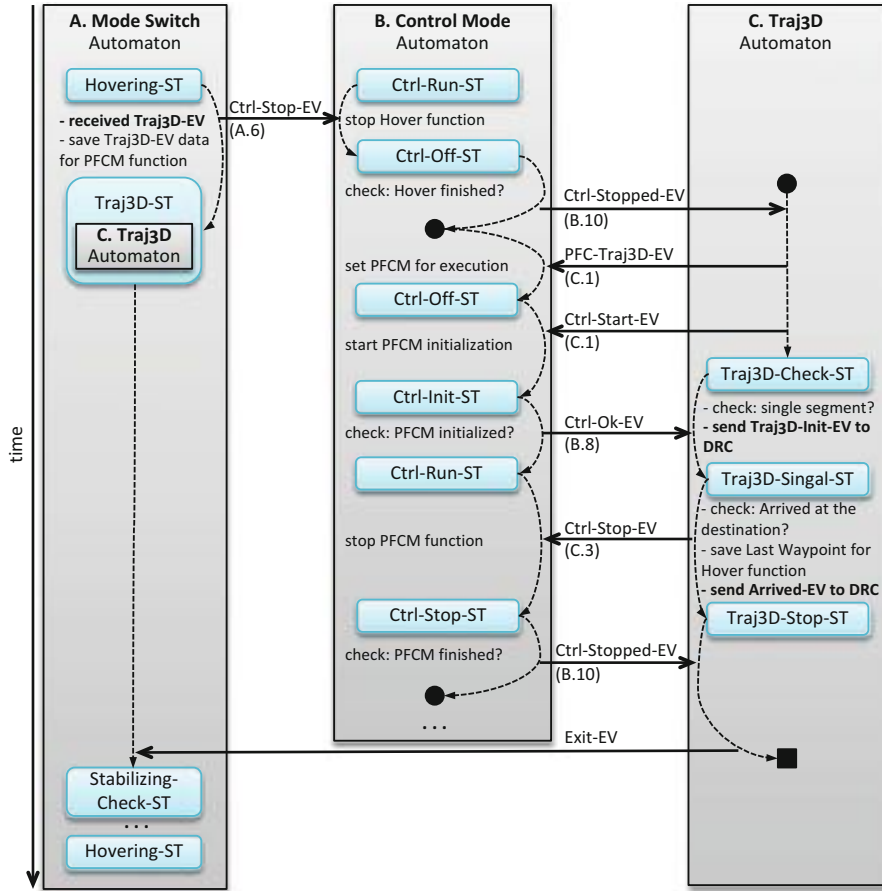 time
A. Mode Switch
Automaton
Hovering-ST
- received Traj3D-EV
- save Traj3D-EV data
for PFCM function
Traj3D-ST
C. Traj3D
Automaton
Stabilizing-
Check-ST
...
Hovering-ST
Ctrl-Stop-EV
(A.6)
B. Control Mode
Automaton
Ctrl-Run-ST
stop Hover function
Ctrl-Off-ST
check: Hover finished?
set PFCM for execution
Ctrl-Off-ST
start PFCM initialization
Ctrl-Init-ST
check: PFCM initialized?
Ctrl-Run-ST
stop PFCM function
Ctrl-Stop-ST
check: PFCM finished?
...
Ctrl-Stopped-EV
(B.10)
PFC-Traj3D-EV
(C.1)
Ctrl-Start-EV
(C.1)
Ctrl-Ok-EV
(B.8)
Ctrl-Stop-EV
(C.3)
Ctrl-Stopped-EV
(B.10)
Exit-EV
C. Traj3D
Automaton
Traj3D-Check-ST
- check: single segment?
- send Traj3D-Init-EV to
DRC
Traj3D-Singal-ST
- check: Arrived at the
destination?
- save Last Waypoint for
Hover function
- send Arrived-EV to DRC
Traj3D-Stop-ST